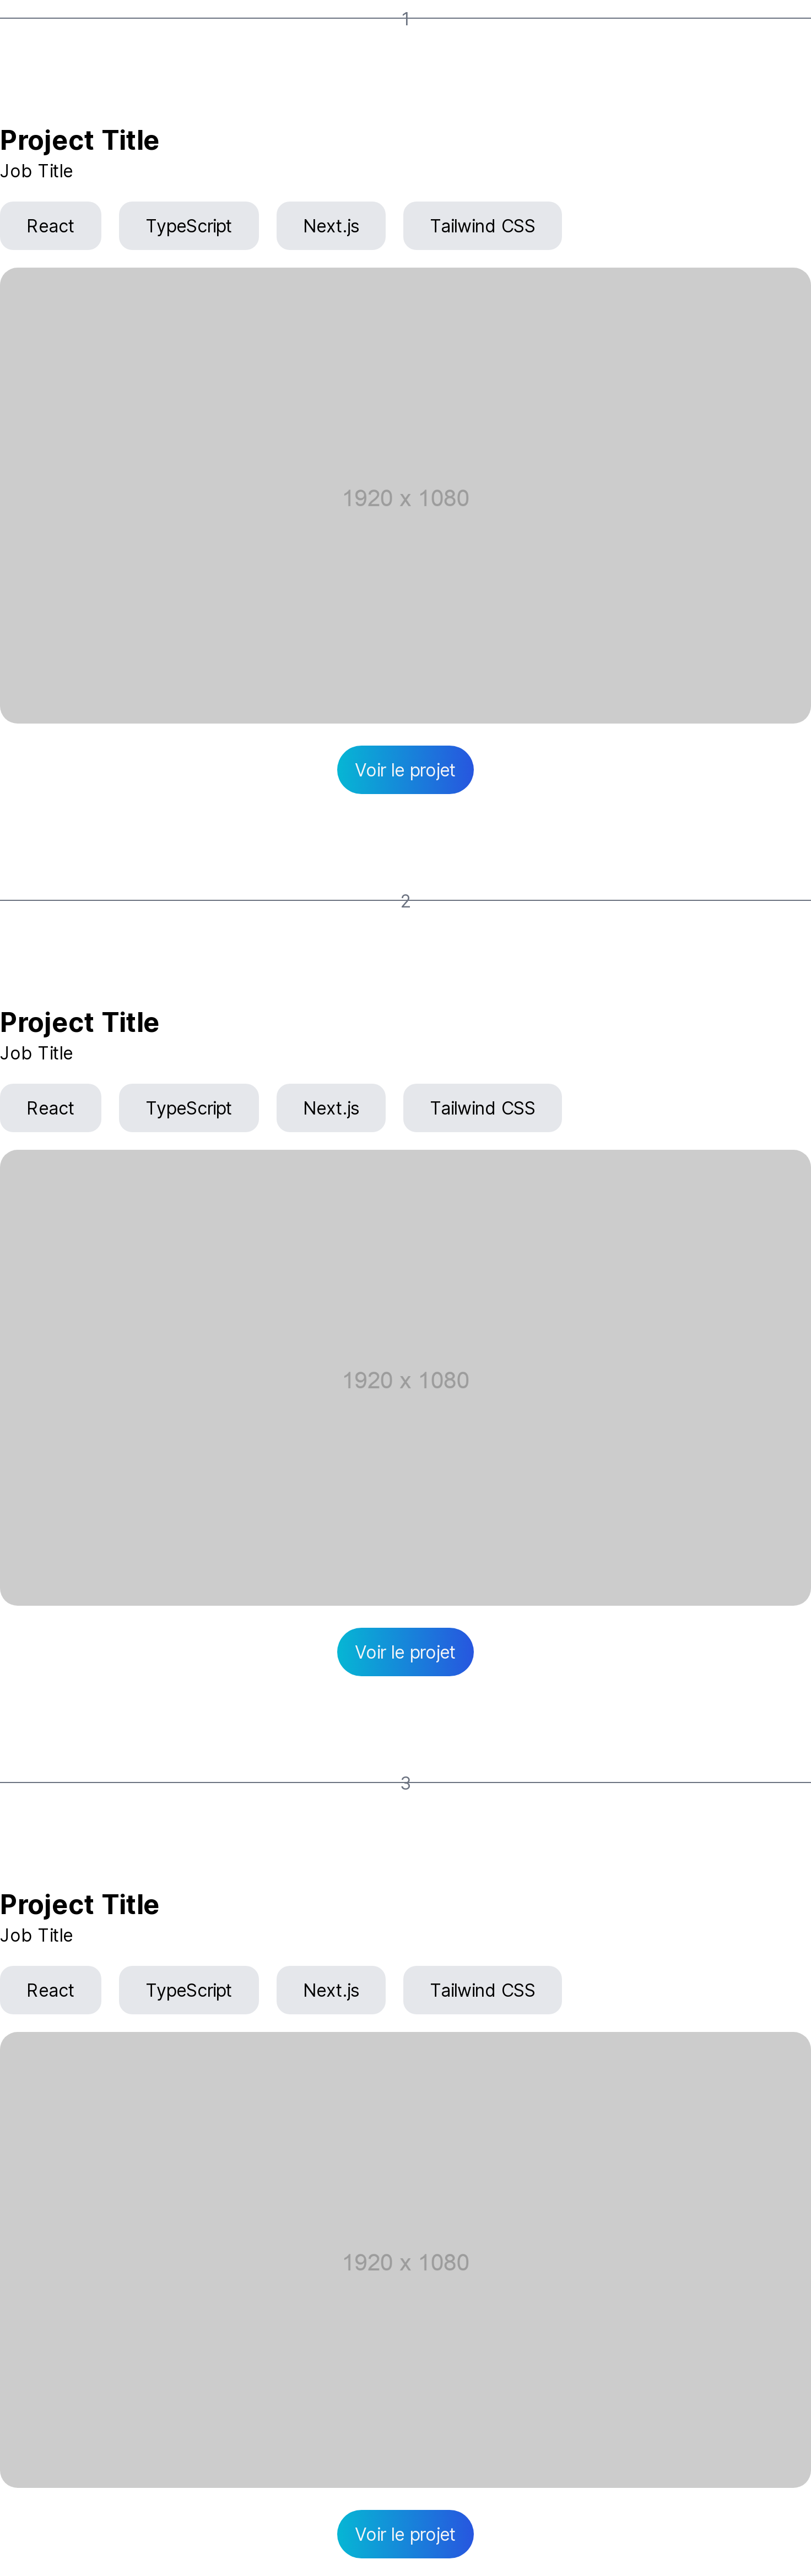 1
Project Title
Job Title
React TypeScript Next.js Tailwind CSS
1920 x 1080
Voir le projet
2
Project Title
Job Title
React TypeScript Next.js Tailwind CSS
1920 x 1080
Voir le projet
3
Project Title
Job Title
React TypeScript Next.js Tailwind CSS
1920 x 1080
Voir le projet